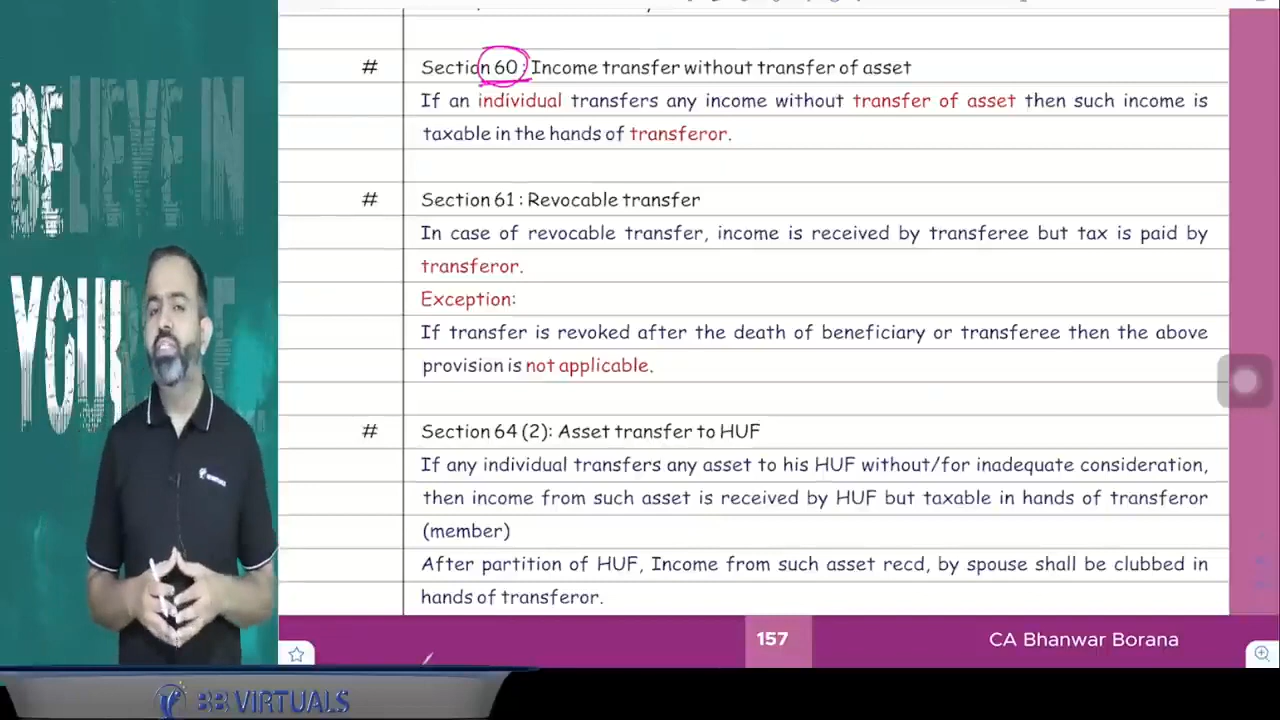 BELIEVE IN
YOUR
# Section 60 : Income transfer without transfer of asset
If an individual transfers any income without transfer of asset then such income is
taxable in the hands of transferor.
# Section 61 : Revocable transfer
In case of revocable transfer, income is received by transferee but tax is paid by
transferor.
Exception:
If transfer is revoked after the death of beneficiary or transferee then the above
provision is not applicable.
# Section 64 (2): Asset transfer to HUF
If any individual transfers any asset to his HUF without/for inadequate consideration,
then income from such asset is received by HUF but taxable in hands of transferor
(member)
After partition of HUF, Income from such asset recd, by spouse shall be clubbed in
hands of transferor.
157 CA Bhanwar Borana
BB VIRTUALS